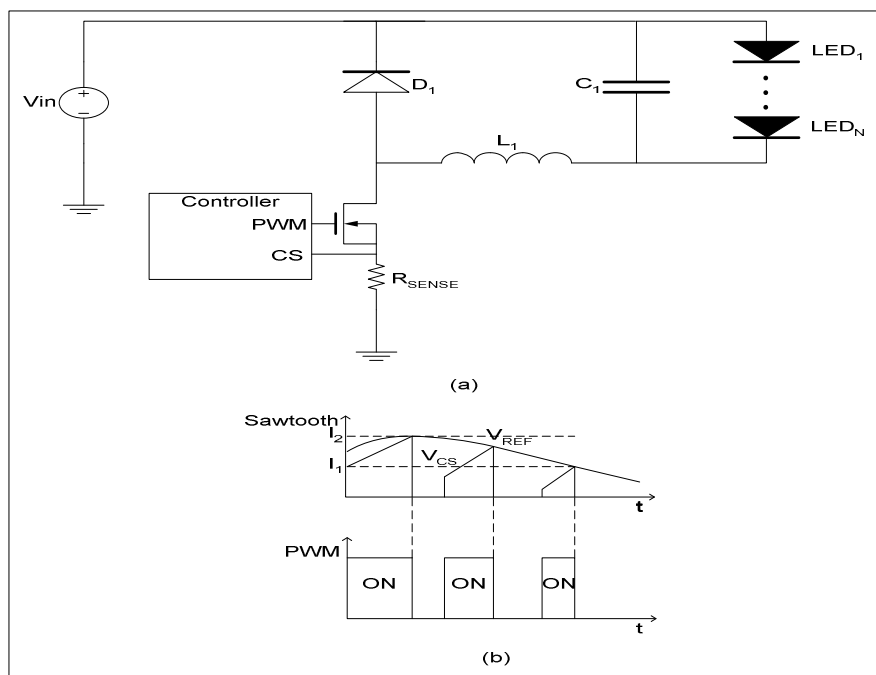 Vin
+
−
D1
C1
LED1
LEDN
L1
Controller
PWM
CS
RSENSE
(a)
Sawtooth
I2
VREF
I1
VCS
t
PWM
ON
ON
ON
t
(b)